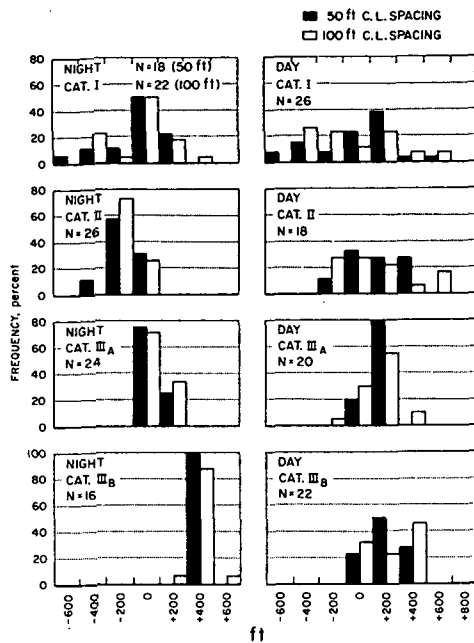 50 ft C.L. SPACING
100 ft C.L. SPACING
FREQUENCY, percent
80
60
40
20
0
NIGHT N=18 (50 ft)
CAT. I N=22 (100 ft)
DAY
CAT. I
N=26
80
60
40
20
0
NIGHT
CAT. II
N=26
DAY
CAT. II
N=18
80
60
40
20
0
NIGHT
CAT. III A
N=24
DAY
CAT. III A
N=20
100
80
60
40
20
0
NIGHT
CAT. III B
N=16
DAY
CAT. III B
N=22
-600 -400 -200 0 +200 +400 +600 -600 -400 -200 0 +200 +400 +600 +800
ft